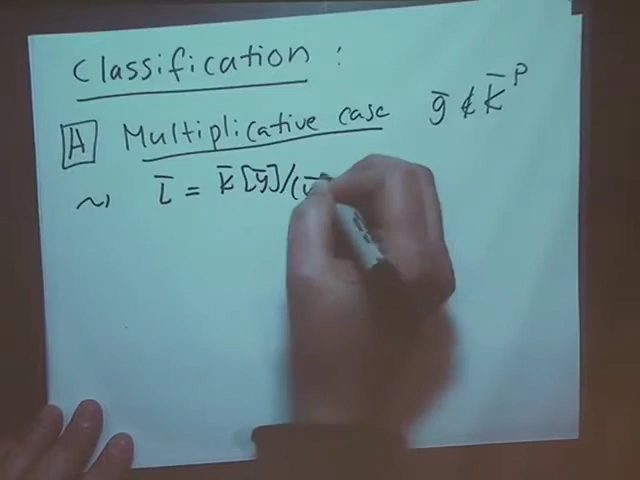 Classification :
A Multiplicative case ḡ ∉ k̄^p
⇝ l̄ = k̄[ȳ]/(